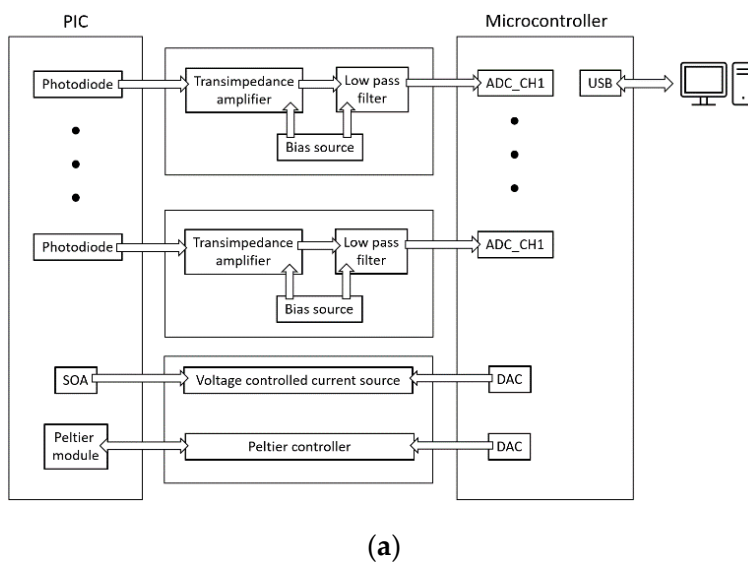 PIC
Microcontroller
Photodiode
Transimpedance
amplifier
Low pass
filter
ADC_CH1
USB
Bias source
Photodiode
Transimpedance
amplifier
Low pass
filter
ADC_CH1
Bias source
SOA
Voltage controlled current source
DAC
Peltier
module
Peltier controller
DAC
(a)